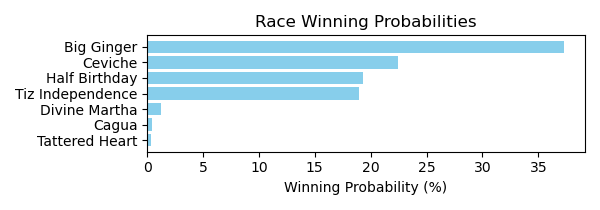 Race Winning Probabilities
Big Ginger
Ceviche
Half Birthday
Tiz Independence
Divine Martha
Cagua
Tattered Heart
0 5 10 15 20 25 30 35
Winning Probability (%)